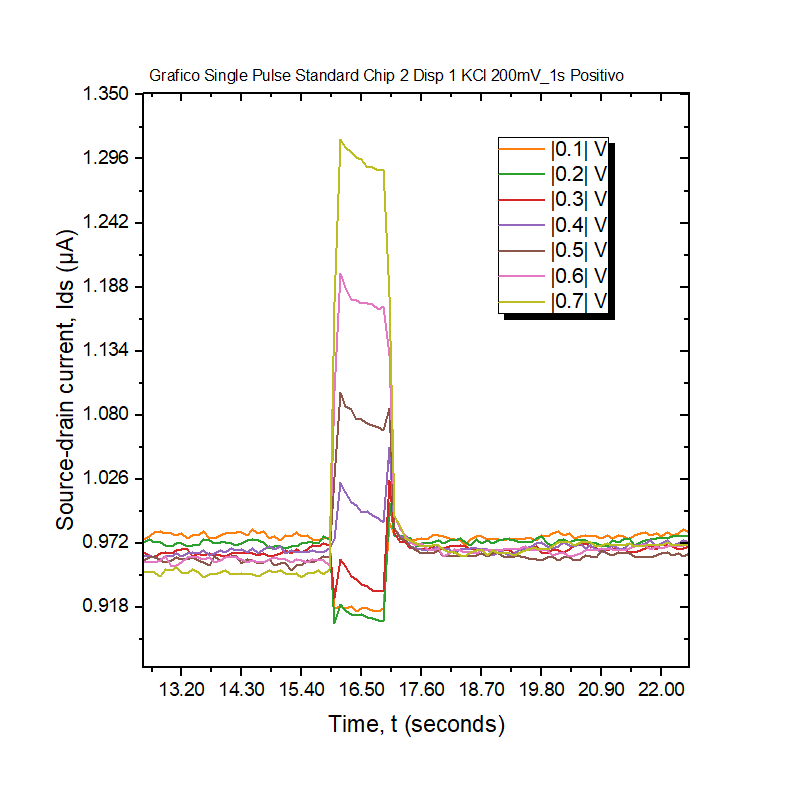 Grafico Single Pulse Standard Chip 2 Disp 1 KCl 200mV_1s Positivo
1.350
1.296
1.242
1.188
1.134
1.080
1.026
0.972
0.918
Source-drain current, Ids (μA)
|0.1| V
|0.2| V
|0.3| V
|0.4| V
|0.5| V
|0.6| V
|0.7| V
13.20 14.30 15.40 16.50 17.60 18.70 19.80 20.90 22.00
Time, t (seconds)